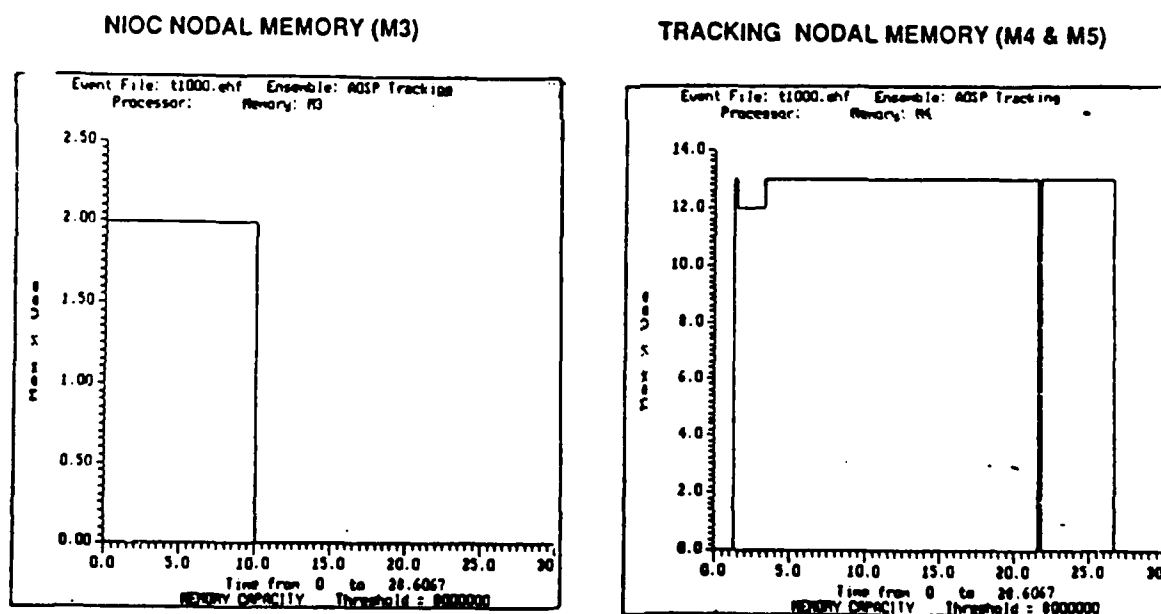 NIOC NODAL MEMORY (M3)
Event File: t1000.ehf Ensemble: AOSP Tracking
Processor: Memory: M3
2.50
2.00
1.50
1.00
0.50
0.00
Max % Use
0.0 5.0 10.0 15.0 20.0 25.0 30
Time from 0 to 28.6067
MEMORY CAPACITY Threshold = 8000000
TRACKING NODAL MEMORY (M4 & M5)
Event File: t1000.ehf Ensemble: AOSP Tracking
Processor: Memory: M4
14.0
12.0
10.0
8.0
6.0
4.0
2.0
0.0
Max % Use
0.0 5.0 10.0 15.0 20.0 25.0 30
Time from 0 to 28.6067
MEMORY CAPACITY Threshold = 8000000